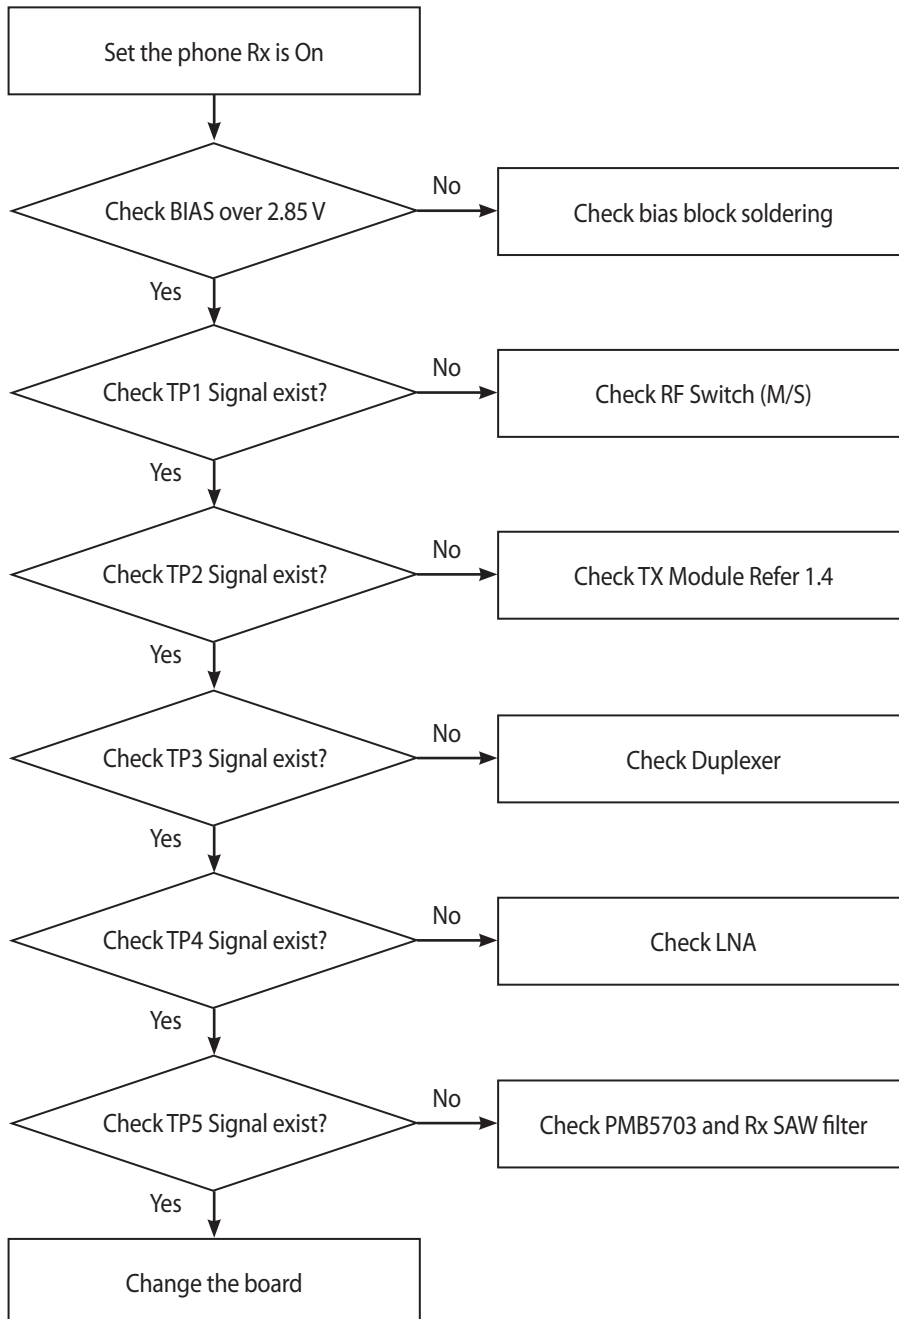 Set the phone Rx is On
Check BIAS over 2.85 V
No
Check bias block soldering
Yes
Check TP1 Signal exist?
No
Check RF Switch (M/S)
Yes
Check TP2 Signal exist?
No
Check TX Module Refer 1.4
Yes
Check TP3 Signal exist?
No
Check Duplexer
Yes
Check TP4 Signal exist?
No
Check LNA
Yes
Check TP5 Signal exist?
No
Check PMB5703 and Rx SAW filter
Yes
Change the board